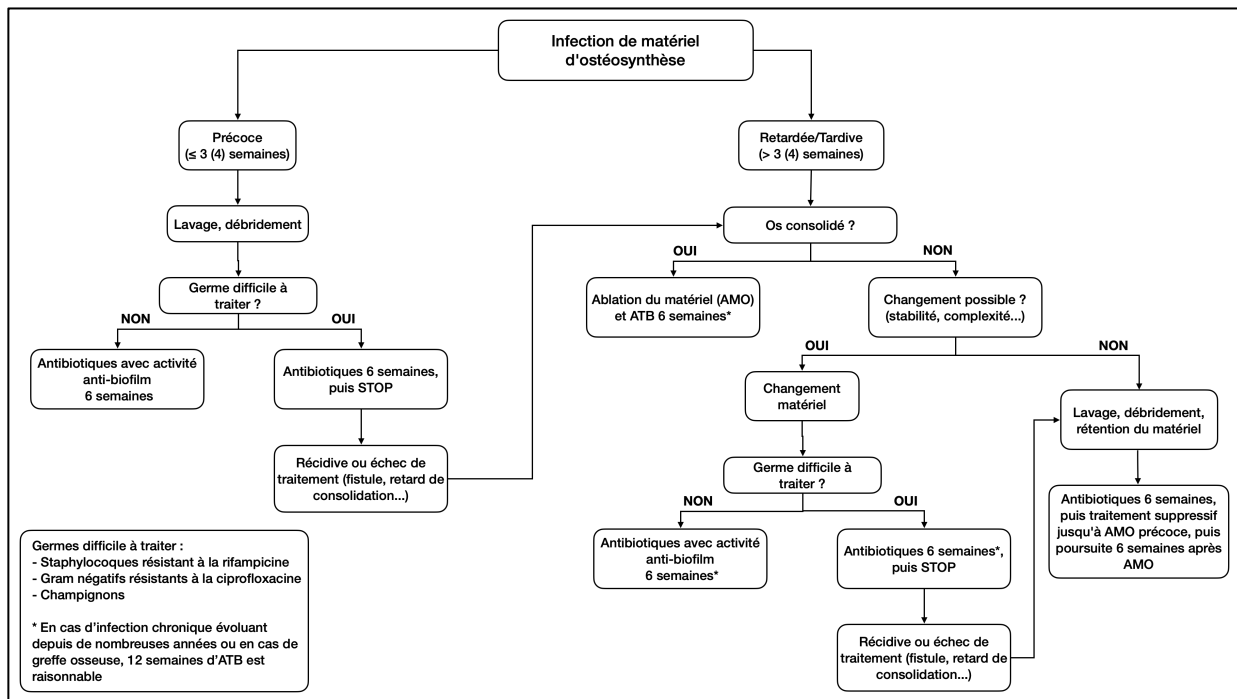 Infection de matériel
d'ostéosynthèse
Précoce
(≤ 3 (4) semaines)
Retardée/Tardive
(> 3 (4) semaines)
Lavage, débridement
Os consolidé ?
OUI
NON
Germe difficile à
traiter ?
Ablation du matériel (AMO)
et ATB 6 semaines*
Changement possible ?
(stabilité, complexité...)
NON
OUI
Antibiotiques avec activité
anti-biofilm
6 semaines
Antibiotiques 6 semaines,
puis STOP
OUI
NON
Changement
matériel
Lavage, débridement,
rétention du matériel
Récidive ou échec de
traitement (fistule, retard de
consolidation...)
Germe difficile à
traiter ?
NON
OUI
Antibiotiques 6 semaines,
puis traitement suppressif
jusqu'à AMO précoce, puis
poursuite 6 semaines après
AMO
Antibiotiques avec activité
anti-biofilm
6 semaines*
Antibiotiques 6 semaines*,
puis STOP
Récidive ou échec de
traitement (fistule, retard de
consolidation...)
Germes difficile à traiter :
- Staphylocoques résistant à la rifampicine
- Gram négatifs résistants à la ciprofloxacine
- Champignons
* En cas d'infection chronique évoluant
depuis de nombreuses années ou en cas de
greffe osseuse, 12 semaines d'ATB est
raisonnable